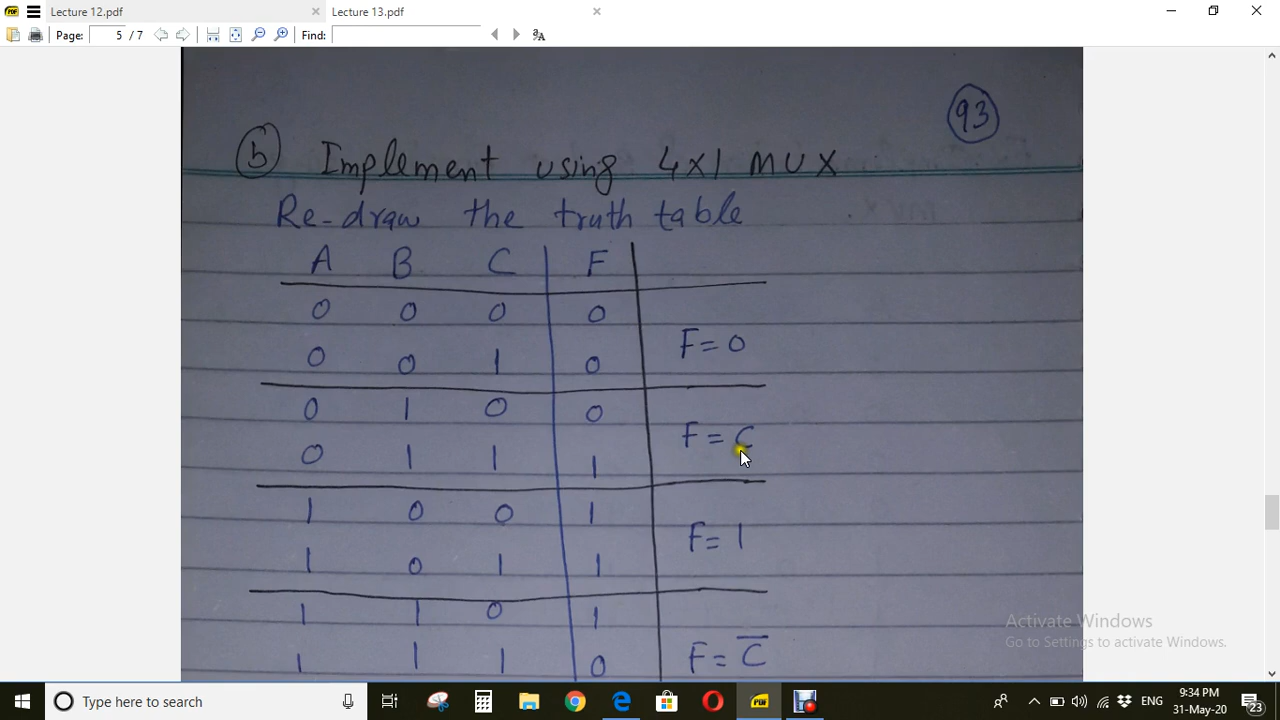 Lecture 12.pdf
Lecture 13.pdf
Page: 5 / 7 Find:
93
b Implement using 4x1 MUX
Re-draw the truth table
A B C F
0 0 0 0
F = 0
0 0 1 0
0 1 0 0
F = C
0 1 1 1
1 0 0 1
F = 1
1 0 1 1
1 1 0 1
F = C̅
1 1 1 0
Activate Windows
Go to Settings to activate Windows.
Type here to search
ENG
9:34 PM
31-May-20
23